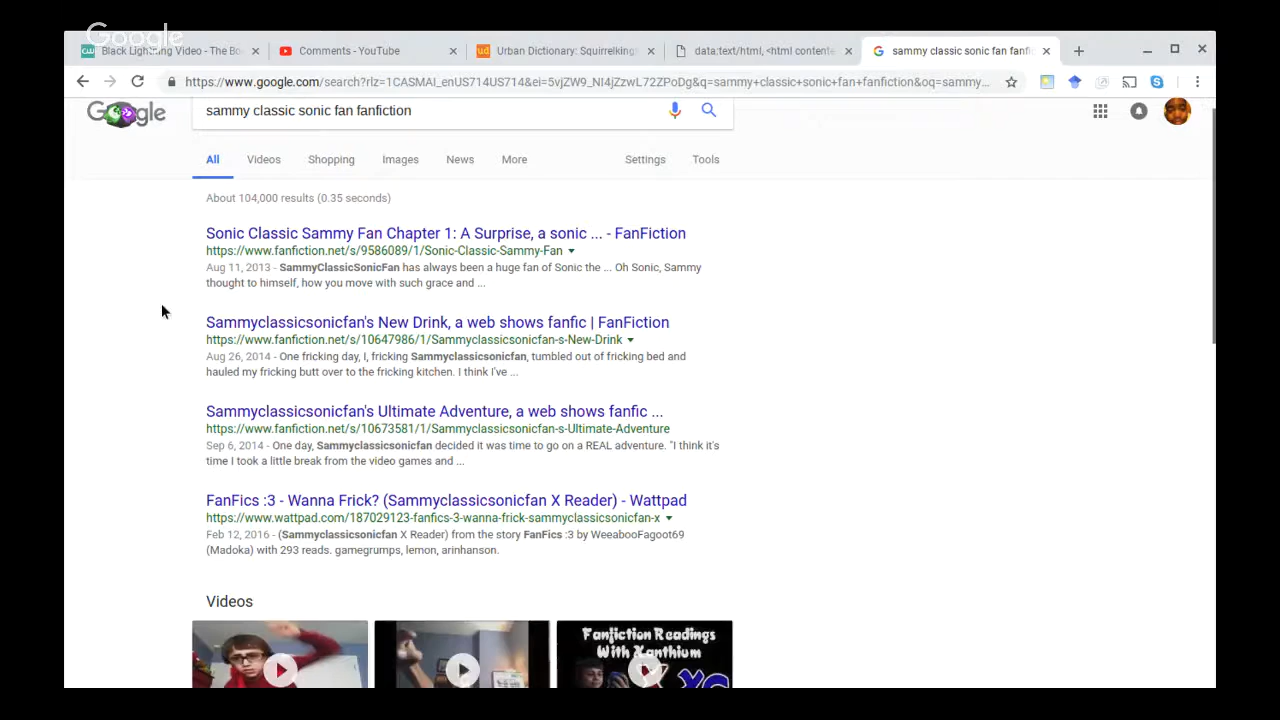 Google
Black Lightning Video - The Bo
Comments - YouTube
Urban Dictionary: Squirrelking
data:text/html, <html contente
sammy classic sonic fan fanfi
https://www.google.com/search?rlz=1CASMAI_enUS714US714&ei=5vjZW9_NI4jZzwL72ZPoDg&q=sammy+classic+sonic+fan+fanfiction&oq=sammy...
Google
sammy classic sonic fan fanfiction
All Videos Shopping Images News More Settings Tools
About 104,000 results (0.35 seconds)
Sonic Classic Sammy Fan Chapter 1: A Surprise, a sonic ... - FanFiction
https://www.fanfiction.net/s/9586089/1/Sonic-Classic-Sammy-Fan
Aug 11, 2013 - SammyClassicSonicFan has always been a huge fan of Sonic the ... Oh Sonic, Sammy
thought to himself, how you move with such grace and ...
Sammyclassicsonicfan's New Drink, a web shows fanfic | FanFiction
https://www.fanfiction.net/s/10647986/1/Sammyclassicsonicfan-s-New-Drink
Aug 26, 2014 - One fricking day, I, fricking Sammyclassicsonicfan, tumbled out of fricking bed and
hauled my fricking butt over to the fricking kitchen. I think I've ...
Sammyclassicsonicfan's Ultimate Adventure, a web shows fanfic ...
https://www.fanfiction.net/s/10673581/1/Sammyclassicsonicfan-s-Ultimate-Adventure
Sep 6, 2014 - One day, Sammyclassicsonicfan decided it was time to go on a REAL adventure. "I think it's
time I took a little break from the video games and ...
FanFics :3 - Wanna Frick? (Sammyclassicsonicfan X Reader) - Wattpad
https://www.wattpad.com/187029123-fanfics-3-wanna-frick-sammyclassicsonicfan-x
Feb 12, 2016 - (Sammyclassicsonicfan X Reader) from the story FanFics :3 by WeeabooFagoot69
(Madoka) with 293 reads. gamegrumps, lemon, arinhanson.
Videos
Fanfiction Readings
With Xanthium
XG